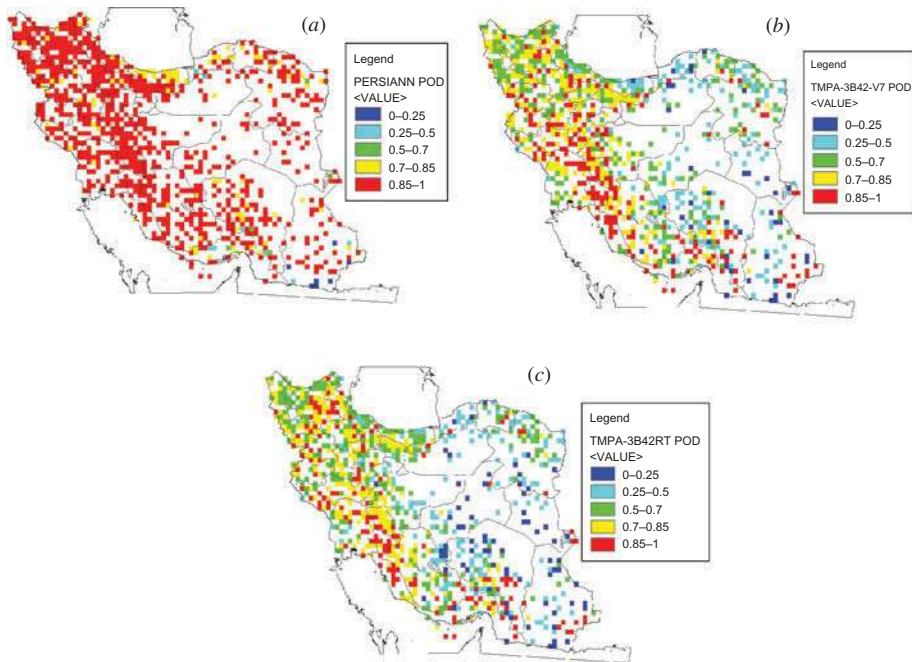 (a)
Legend
PERSIANN POD
<VALUE>
0–0.25
0.25–0.5
0.5–0.7
0.7–0.85
0.85–1
(b)
Legend
TMPA-3B42-V7 POD
<VALUE>
0–0.25
0.25–0.5
0.5–0.7
0.7–0.85
0.85–1
(c)
Legend
TMPA-3B42RT POD
<VALUE>
0–0.25
0.25–0.5
0.5–0.7
0.7–0.85
0.85–1